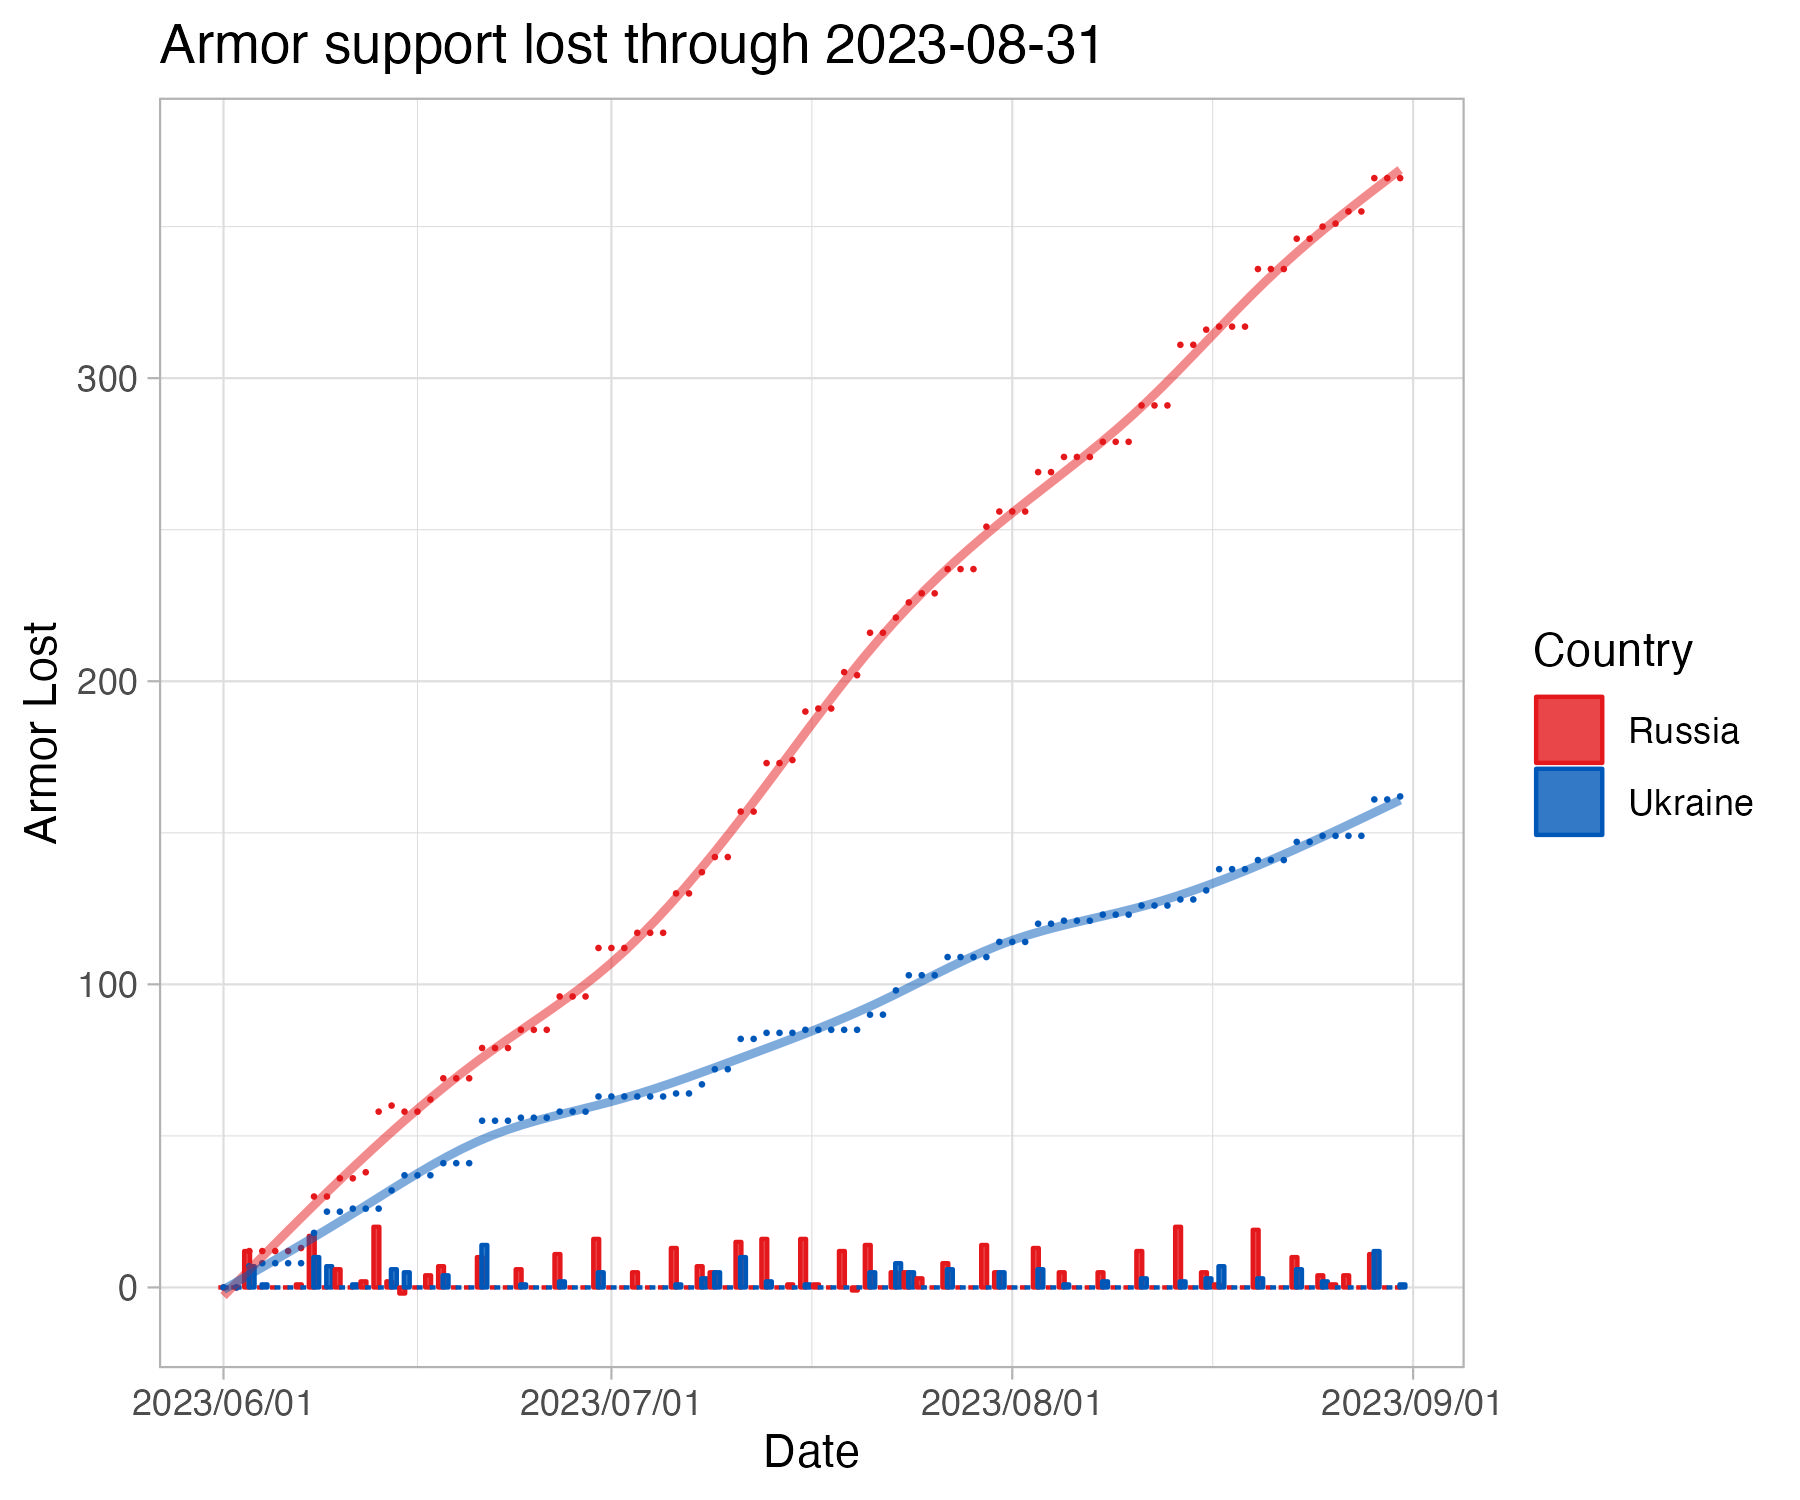 Armor support lost through 2023-08-31
Armor Lost
300
200
100
0
2023/06/01
2023/07/01
2023/08/01
2023/09/01
Date
Country
Russia
Ukraine